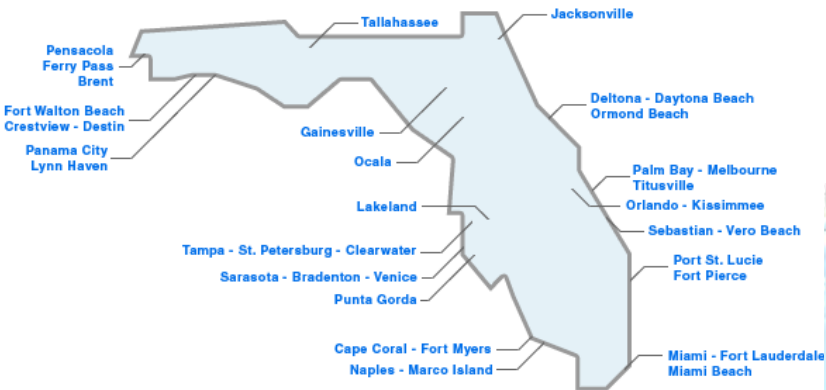 Tallahassee
Jacksonville
Pensacola
Ferry Pass
Brent
Fort Walton Beach
Crestview - Destin
Panama City
Lynn Haven
Gainesville
Ocala
Deltona - Daytona Beach
Ormond Beach
Palm Bay - Melbourne
Titusville
Orlando - Kissimmee
Lakeland
Sebastian - Vero Beach
Tampa - St. Petersburg - Clearwater
Sarasota - Bradenton - Venice
Punta Gorda
Port St. Lucie
Fort Pierce
Cape Coral - Fort Myers
Naples - Marco Island
Miami - Fort Lauderdale
Miami Beach